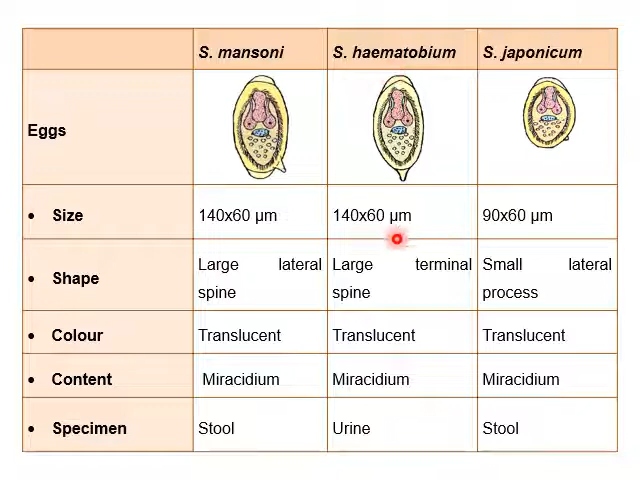 S. mansoni S. haematobium S. japonicum
Eggs
• Size 140x60 µm 140x60 µm 90x60 µm
• Shape Large lateral spine Large terminal spine Small lateral process
• Colour Translucent Translucent Translucent
• Content Miracidium Miracidium Miracidium
• Specimen Stool Urine Stool